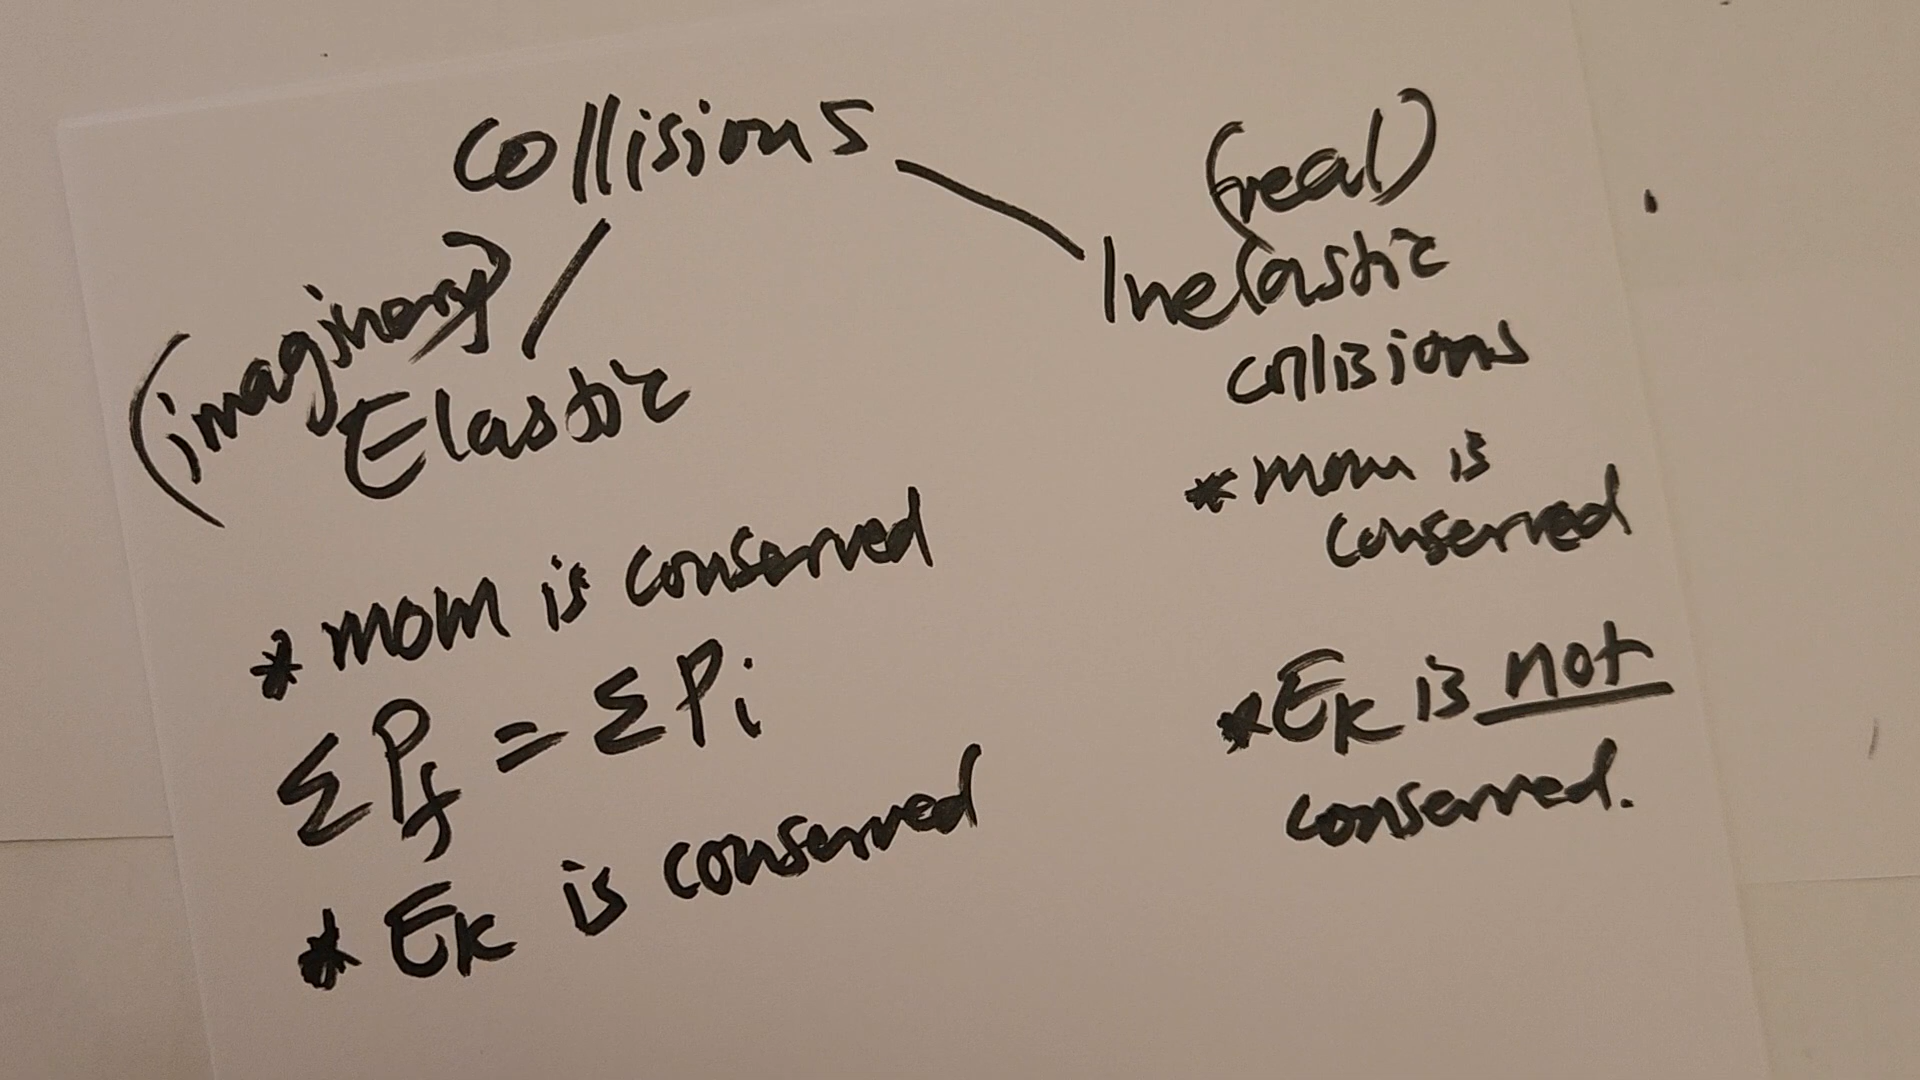 Collisions
(imaginary)
Elastic
* mom is conserved
ΣPf = ΣPi
* Ek is conserved
(real)
Inelastic
collisions
* mom is
conserved
* Ek is not
conserved.